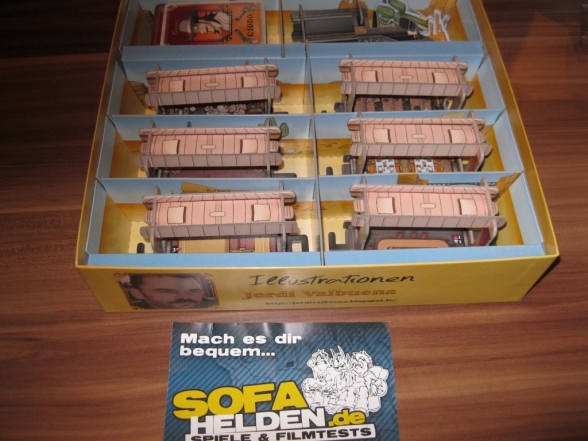 Illustrationen
Jordi Valbuena
Mach es dir
bequem...
SOFA
HELDEN.de
SPIELE & FILMTESTS